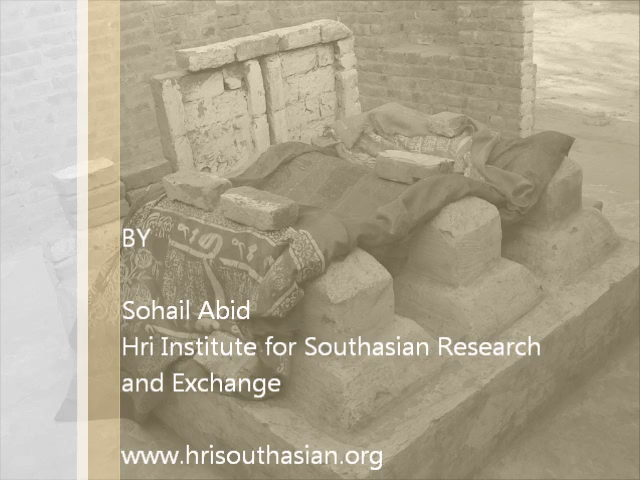 BY
Sohail Abid
Hri Institute for Southasian Research
and Exchange
www.hrisouthasian.org